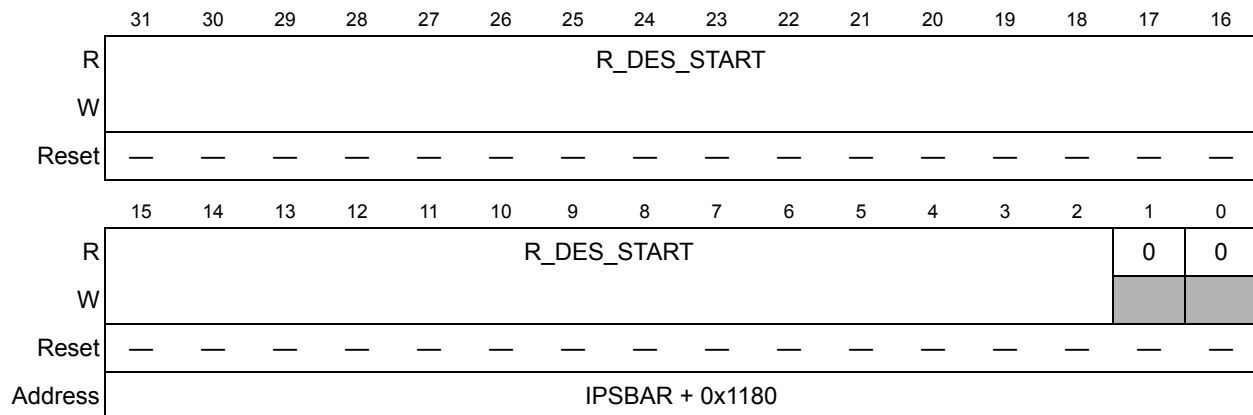 31 30 29 28 27 26 25 24 23 22 21 20 19 18 17 16
R R_DES_START
W
Reset — — — — — — — — — — — — — — — —
15 14 13 12 11 10 9 8 7 6 5 4 3 2 1 0
R R_DES_START 0 0
W
Reset — — — — — — — — — — — — — — — —
Address IPSBAR + 0x1180